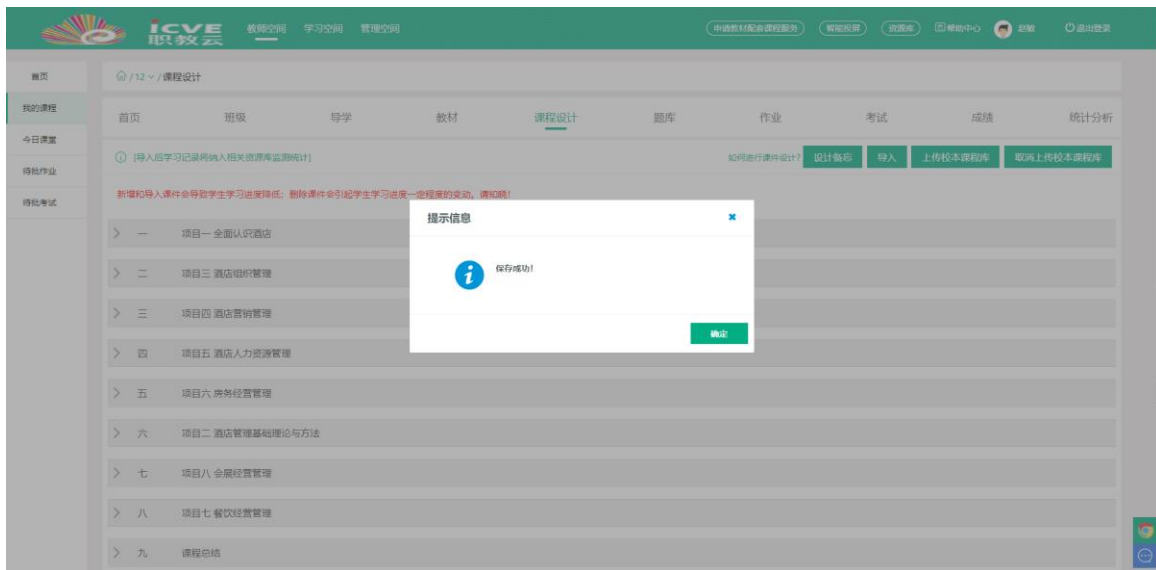 icve 职教云 教师空间 学习空间 管理空间 申请教材配套课程服务 智能投屏 资源库 帮助中心 赵敏 退出登录
首页 / 12 / 课程设计
我的课程
今日课堂
待批作业
待批考试
首页 班级 导学 教材 课程设计 题库 作业 考试 成绩 统计分析
[导入后学习记录将纳入相关资源库监测统计] 如何进行课件设计? 设计备忘 导入 上传校本课程库 取消上传校本课程库
新增和导入课件会导致学生学习进度降低;删除课件会引起学生学习进度一定程度的变动。请知晓!
提示信息
保存成功!
确定
一 项目一 全面认识酒店
二 项目三 酒店组织管理
三 项目四 酒店营销管理
四 项目五 酒店人力资源管理
五 项目六 房务经营管理
六 项目二 酒店管理基础理论与方法
七 项目八 会展经营管理
八 项目七 餐饮经营管理
九 课程总结